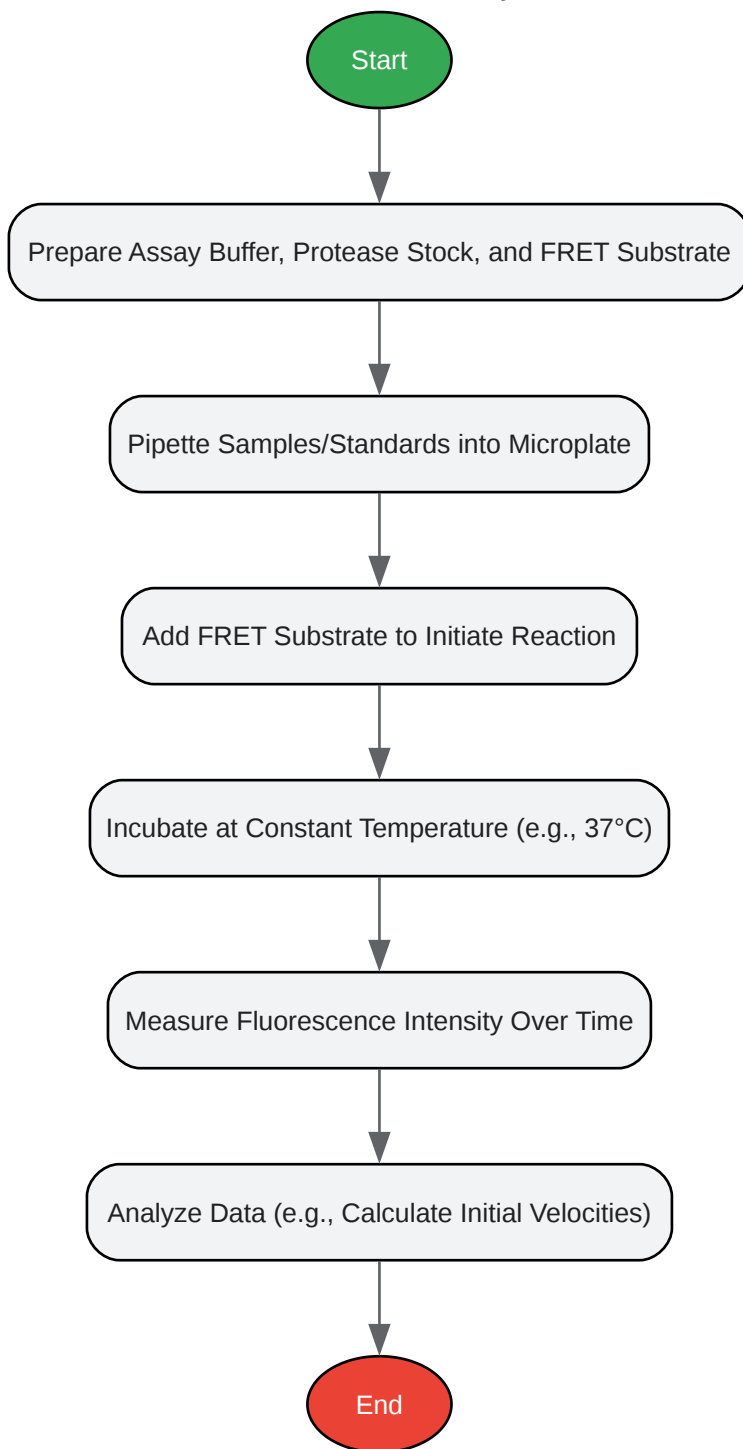 Start
Prepare Assay Buffer, Protease Stock, and FRET Substrate
Pipette Samples/Standards into Microplate
Add FRET Substrate to Initiate Reaction
Incubate at Constant Temperature (e.g., 37°C)
Measure Fluorescence Intensity Over Time
Analyze Data (e.g., Calculate Initial Velocities)
End